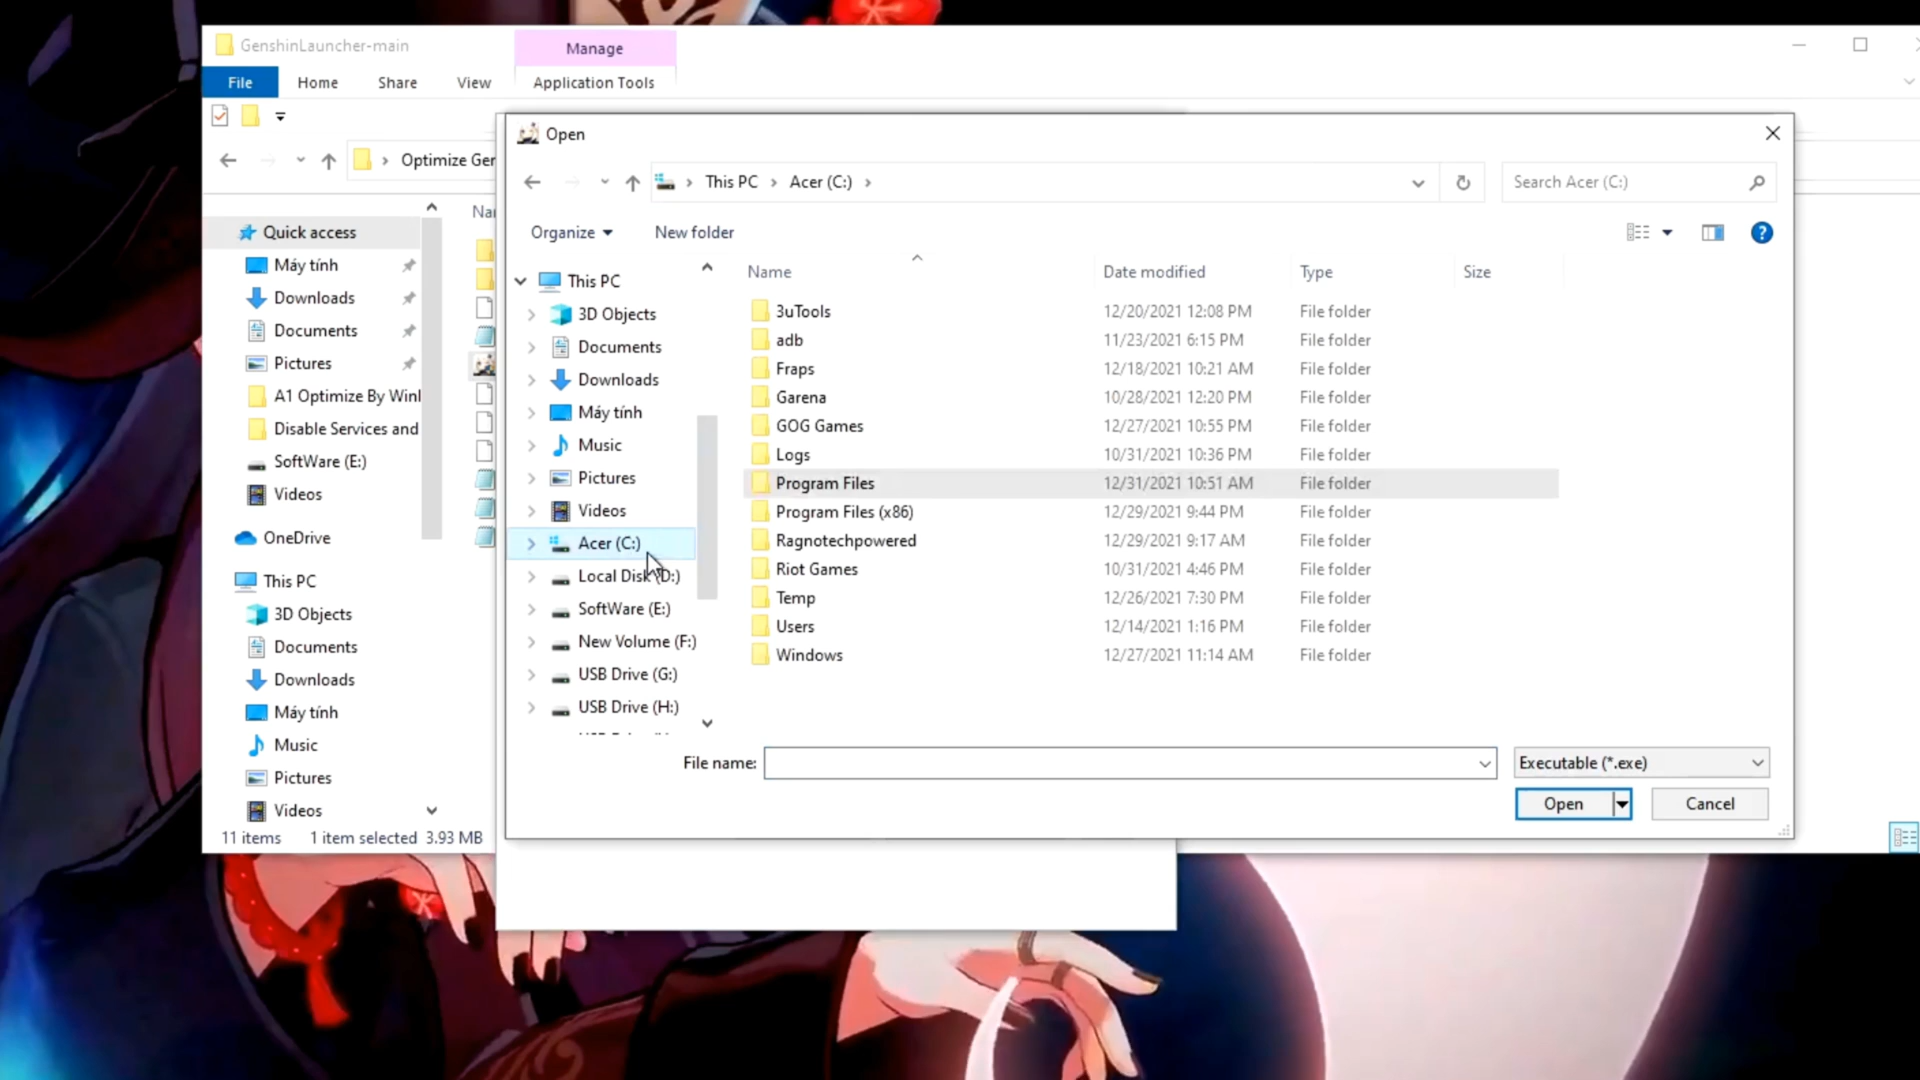 GenshinLauncher-main
Manage
File
Home
Share
View
Application Tools
Optimize Ger
Quick access
Máy tính
Downloads
Documents
Pictures
A1 Optimize By Winl
Disable Services and
SoftWare (E:)
Videos
OneDrive
This PC
3D Objects
Documents
Downloads
Máy tính
Music
Pictures
Videos
11 items
1 item selected
3.93 MB
Open
This PC
Acer (C:)
Search Acer (C:)
Organize
New folder
This PC
3D Objects
Documents
Downloads
Máy tính
Music
Pictures
Videos
Acer (C:)
Local Disk (D:)
SoftWare (E:)
New Volume (F:)
USB Drive (G:)
USB Drive (H:)
Name Date modified Type Size
3uTools 12/20/2021 12:08 PM File folder
adb 11/23/2021 6:15 PM File folder
Fraps 12/18/2021 10:21 AM File folder
Garena 10/28/2021 12:20 PM File folder
GOG Games 12/27/2021 10:55 PM File folder
Logs 10/31/2021 10:36 PM File folder
Program Files 12/31/2021 10:51 AM File folder
Program Files (x86) 12/29/2021 9:44 PM File folder
Ragnotechpowered 12/29/2021 9:17 AM File folder
Riot Games 10/31/2021 4:46 PM File folder
Temp 12/26/2021 7:30 PM File folder
Users 12/14/2021 1:16 PM File folder
Windows 12/27/2021 11:14 AM File folder
File name:
Executable (*.exe)
Open
Cancel